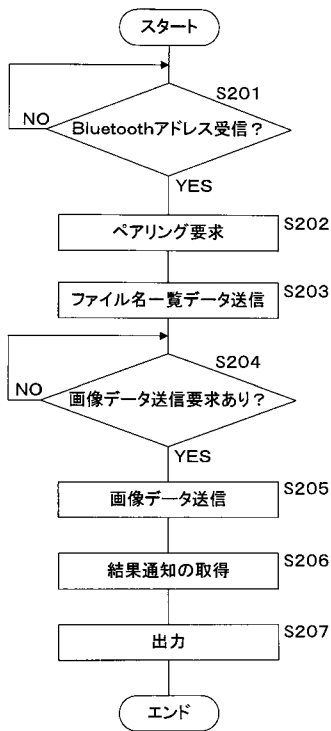 スタート
S201
NO
Bluetoothアドレス受信？
YES
S202
ペアリング要求
S203
ファイル名一覧データ送信
S204
NO
画像データ送信要求あり？
YES
S205
画像データ送信
S206
結果通知の取得
S207
出力
エンド